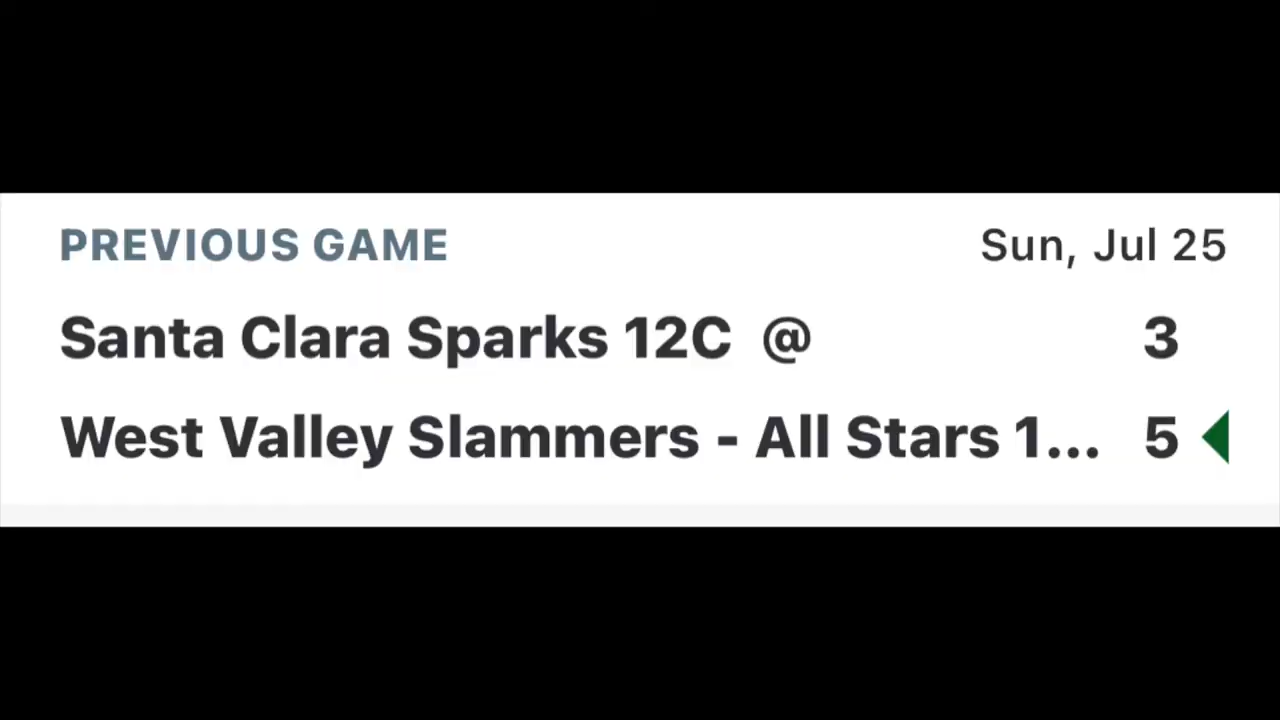 PREVIOUS GAME Sun, Jul 25
Santa Clara Sparks 12C @ 3
West Valley Slammers - All Stars 1... 5